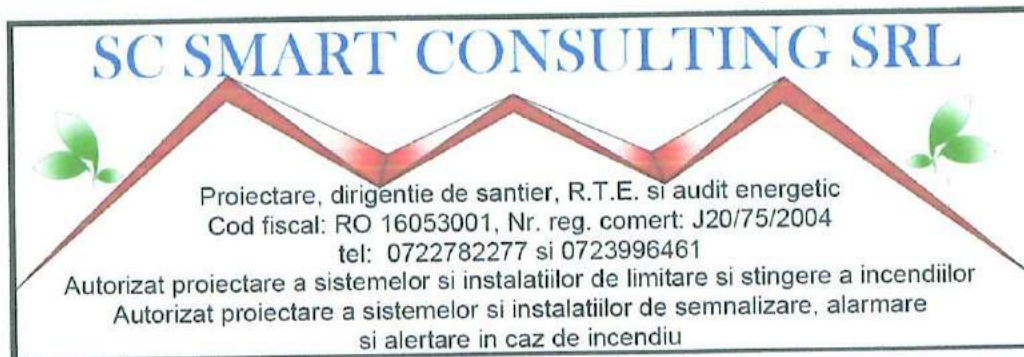 SC SMART CONSULTING SRL
Proiectare, dirigentie de santier, R.T.E. si audit energetic
Cod fiscal: RO 16053001, Nr. reg. comert: J20/75/2004
tel: 0722782277 si 0723996461
Autorizat proiectare a sistemelor si instalatiilor de limitare si stingere a incendiilor
Autorizat proiectare a sistemelor si instalatiilor de semnalizare, alarmare
si alertare in caz de incendiu